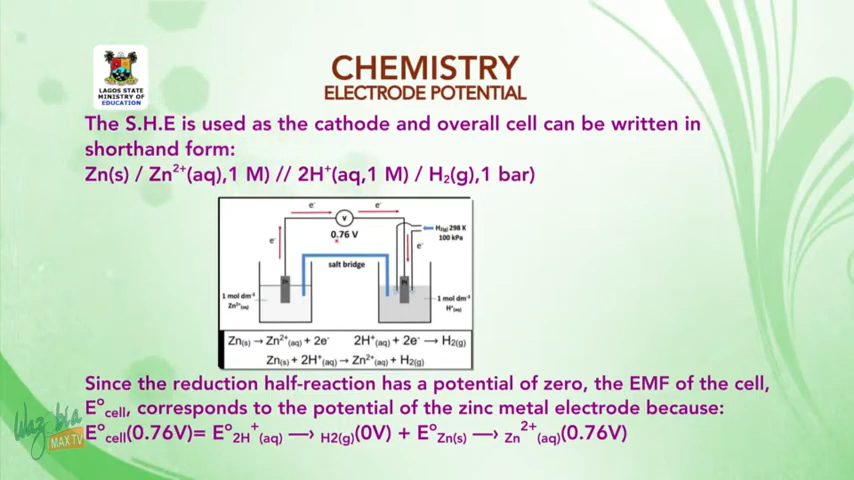 LAGOS STATE
MINISTRY OF
EDUCATION
CHEMISTRY
ELECTRODE POTENTIAL
The S.H.E is used as the cathode and overall cell can be written in
shorthand form:
Zn(s) / Zn²⁺(aq),1 M) // 2H⁺(aq,1 M) / H₂(g),1 bar)
e⁻ e⁻
V
0.76 V
H₂₍g₎ 298 K
100 kPa
e⁻ e⁻
salt bridge
Pt
1 mol dm⁻³
Zn²⁺(aq)
1 mol dm⁻³
H⁺(aq)
Zn(s) → Zn²⁺(aq) + 2e⁻ 2H⁺(aq) + 2e⁻ → H₂(g)
Zn(s) + 2H⁺(aq) → Zn²⁺(aq) + H₂(g)
Since the reduction half-reaction has a potential of zero, the EMF of the cell,
E°cell, corresponds to the potential of the zinc metal electrode because:
E°cell(0.76V)= E°2H⁺(aq) → H2(g)(0V) + E°Zn(s) → Zn²⁺(aq)(0.76V)
Wazobia
MAX TV